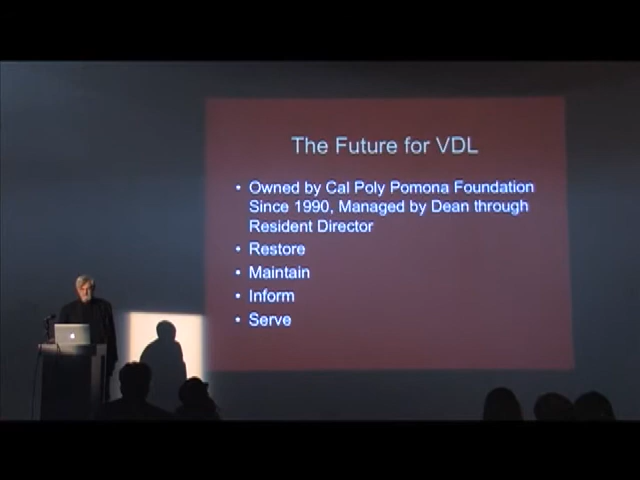 The Future for VDL
• Owned by Cal Poly Pomona Foundation
Since 1990, Managed by Dean through
Resident Director
• Restore
• Maintain
• Inform
• Serve